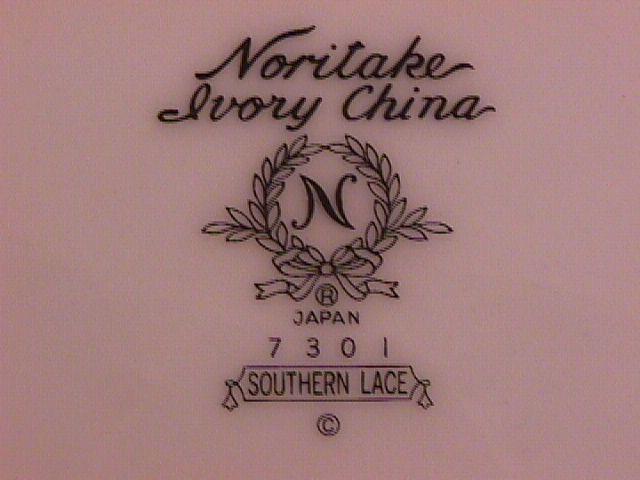 Noritake
Ivory China
N
®
JAPAN
7301
SOUTHERN LACE
©